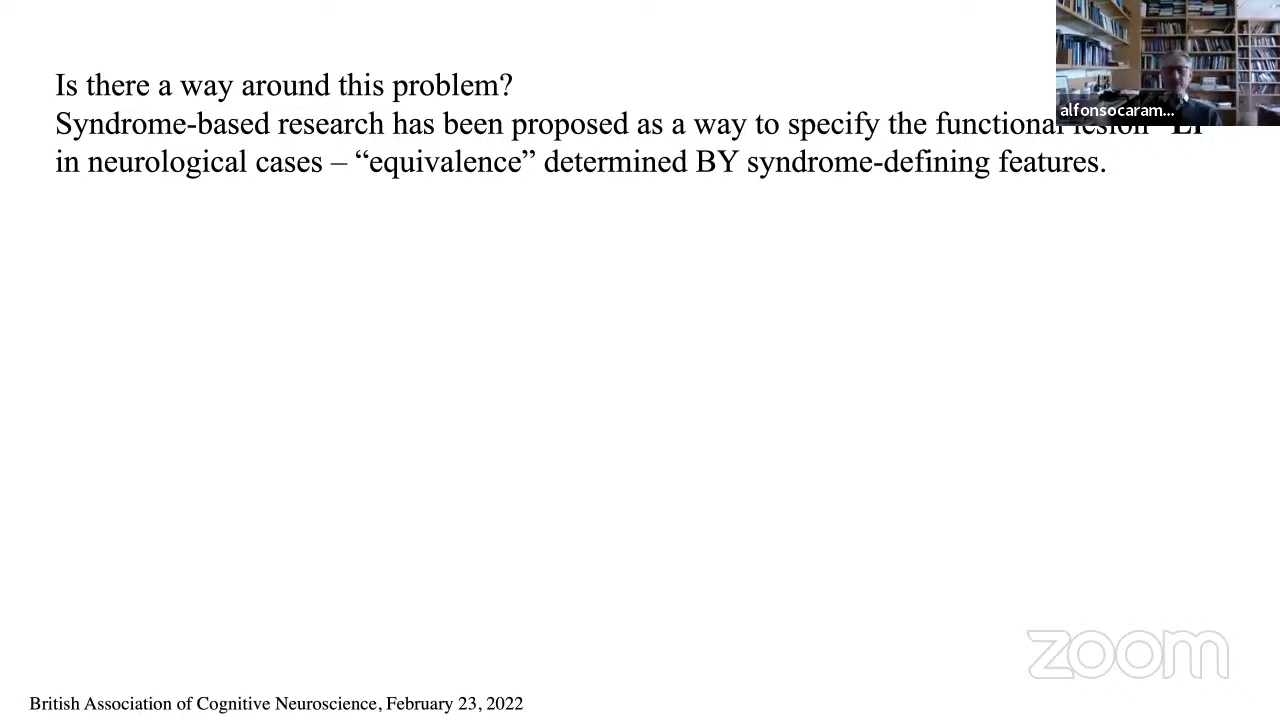 Is there a way around this problem?
alfonsocaram...
Syndrome-based research has been proposed as a way to specify the functional lesion
in neurological cases – “equivalence” determined BY syndrome-defining features.
zoom
British Association of Cognitive Neuroscience, February 23, 2022